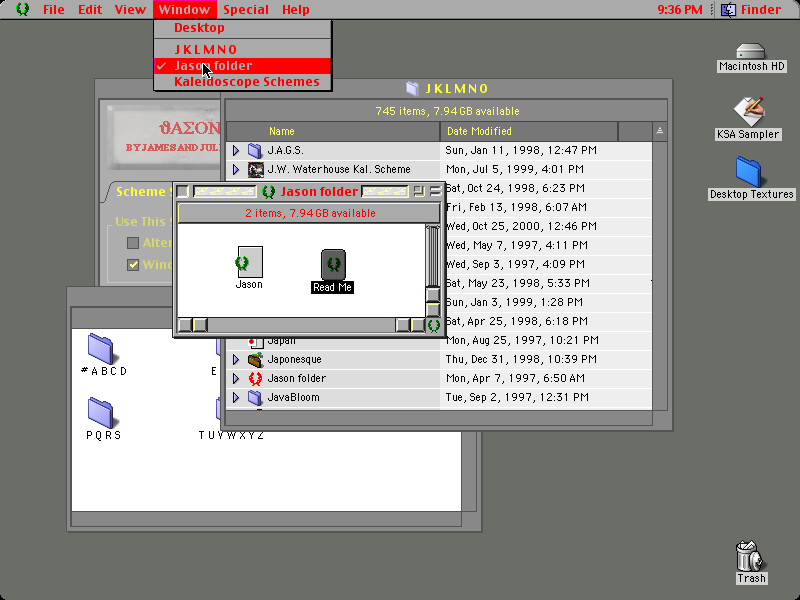 File Edit View Window Special Help 9:36 PM Finder
Desktop
JKLMNO
✓ Jason folder
Kaleidoscope Schemes
JKLMNO
745 items, 7.94 GB available
Name Date Modified
J.A.G.S. Sun, Jan 11, 1998, 12:47 PM
J.W. Waterhouse Kal. Scheme Mon, Jul 5, 1999, 4:01 PM
Sat, Oct 24, 1998, 6:23 PM
Fri, Feb 13, 1998, 6:07 AM
Wed, Oct 25, 2000, 12:46 PM
Wed, May 7, 1997, 4:11 PM
Wed, Sep 3, 1997, 4:09 PM
Sat, May 23, 1998, 5:33 PM
Sun, Jan 3, 1999, 1:28 PM
Sat, Apr 25, 1998, 6:18 PM
Japan Mon, Aug 25, 1997, 10:21 PM
Japonesque Thu, Dec 31, 1998, 10:39 PM
Jason folder Mon, Apr 7, 1997, 6:50 AM
JavaBloom Tue, Sep 2, 1997, 12:31 PM
Jason folder
2 items, 7.94 GB available
Jason
Read Me
ϑΑΣΟΝ
BY JAMES AND JUL
Scheme
Use This
Alter
Wind
#ABCD
E
PQRS
TUVWXYZ
Macintosh HD
KSA Sampler
Desktop Textures
Trash